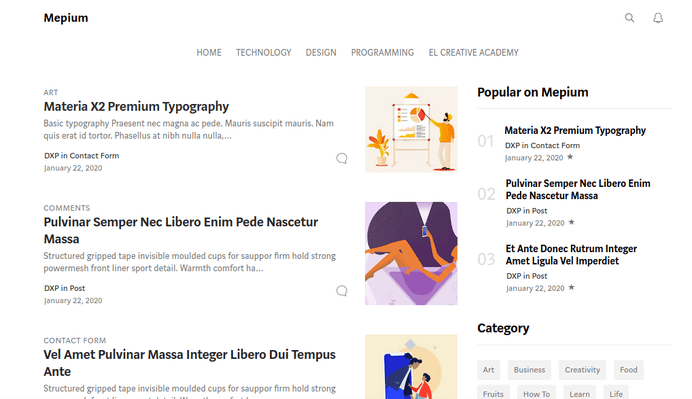 Mepium
HOME TECHNOLOGY DESIGN PROGRAMMING EL CREATIVE ACADEMY
ART
Materia X2 Premium Typography
Basic typography Praesent nec magna ac pede. Mauris suscipit mauris. Nam
quis erat id tortor. Phasellus at nibh nulla nulla,...
DXP in Contact Form
January 22, 2020
COMMENTS
Pulvinar Semper Nec Libero Enim Pede Nascetur
Massa
Structured gripped tape invisible moulded cups for sauppor firm hold strong
powermesh front liner sport detail. Warmth comfort ha...
DXP in Post
January 22, 2020
CONTACT FORM
Vel Amet Pulvinar Massa Integer Libero Dui Tempus
Ante
Structured gripped tape invisible moulded cups for sauppor firm hold strong
Popular on Mepium
01
Materia X2 Premium Typography
DXP in Contact Form
January 22, 2020 ★
02
Pulvinar Semper Nec Libero Enim
Pede Nascetur Massa
DXP in Post
January 22, 2020 ★
03
Et Ante Donec Rutrum Integer
Amet Ligula Vel Imperdiet
DXP in Post
January 22, 2020 ★
Category
Art Business Creativity Food
Fruits How To Learn Life